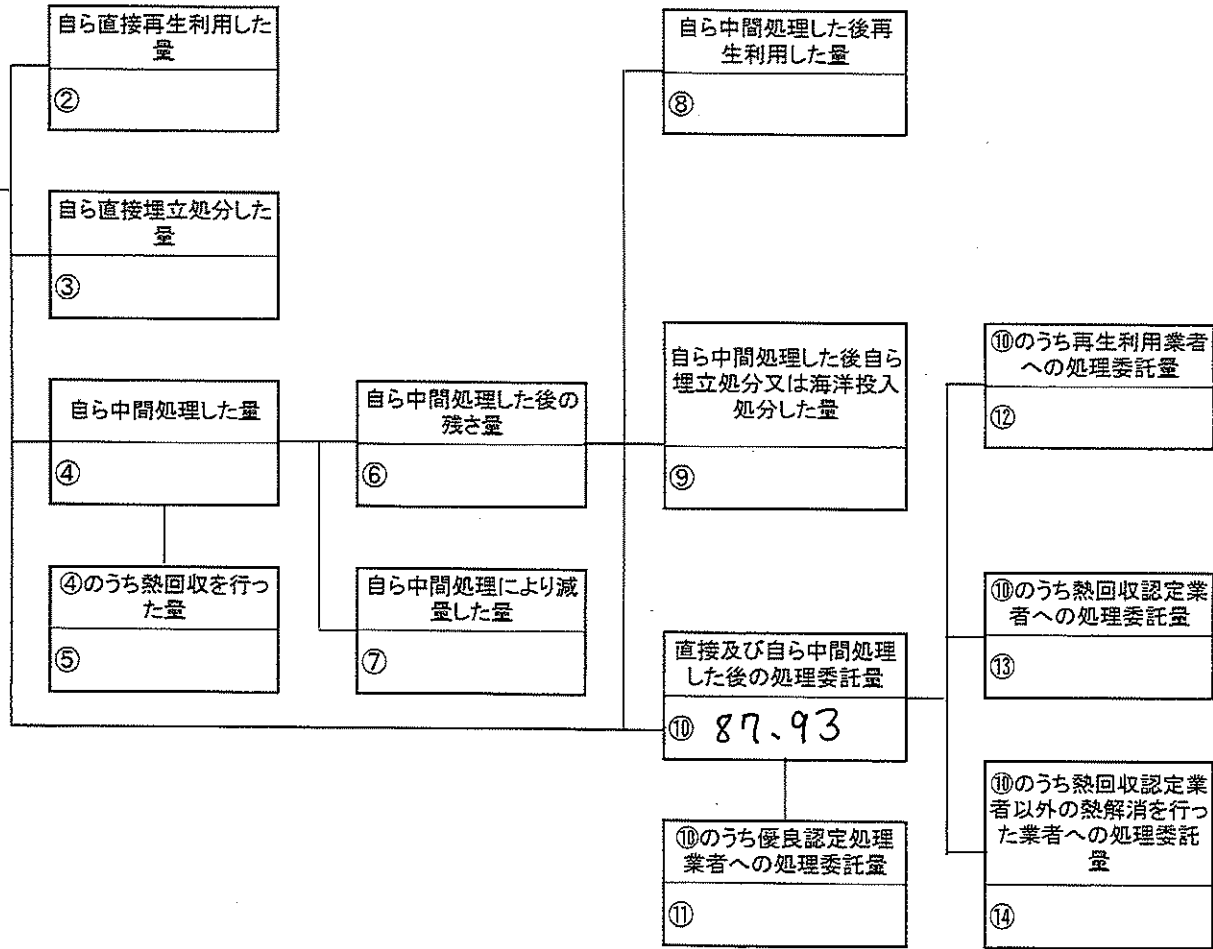 自ら直接再生利用した
量
②
自ら中間処理した後再
生利用した量
⑧
自ら直接埋立処分した
量
③
自ら中間処理した量
④
自ら中間処理した後の
残さ量
⑥
自ら中間処理した後自ら
埋立処分又は海洋投入
処分した量
⑨
⑩のうち再生利用業者
への処理委託量
⑫
④のうち熱回収を行っ
た量
⑤
自ら中間処理により減
量した量
⑦
直接及び自ら中間処理
した後の処理委託量
⑩ 87.93
⑩のうち熱回収認定業
者への処理委託量
⑬
⑩のうち優良認定処理
業者への処理委託量
⑪
⑩のうち熱回収認定業
者以外の熱解消を行っ
た業者への処理委託
量
⑭